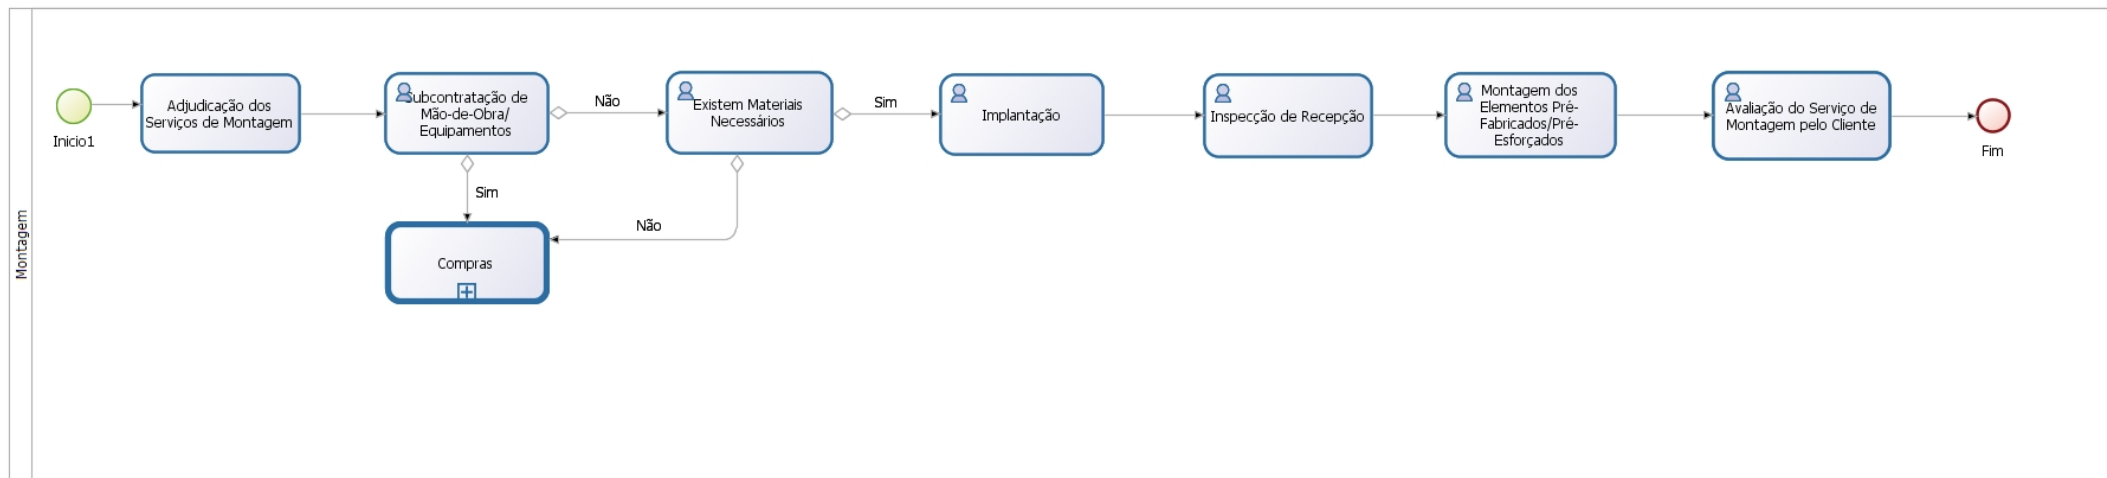 Montagem
Inicio1
Adjudicação dos
Serviços de Montagem
Subcontratação de
Mão-de-Obra/
Equipamentos
Não
Sim
Existem Materiais
Necessários
Sim
Não
Compras
Implantação
Inspecção de Recepção
Montagem dos
Elementos Pré-
Fabricados/Pré-
Esforçados
Avaliação do Serviço de
Montagem pelo Cliente
Fim